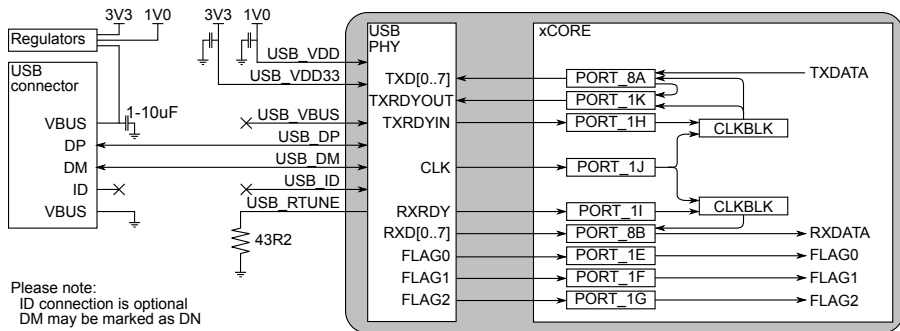 3V3 1V0
Regulators
USB
connector
VBUS
DP
DM
ID
VBUS
1-10uF
3V3 1V0
USB_VDD
USB_VDD33
USB_VBUS
USB_DP
USB_DM
USB_ID
USB_RTUNE
43R2
Please note:
ID connection is optional
DM may be marked as DN
USB
PHY
TXD[0..7]
TXRDYOUT
TXRDYIN
CLK
RXRDY
RXD[0..7]
FLAG0
FLAG1
FLAG2
xCORE
PORT_8A
PORT_1K
PORT_1H
PORT_1J
PORT_1I
PORT_8B
PORT_1E
PORT_1F
PORT_1G
CLKBLK
CLKBLK
TXDATA
RXDATA
FLAG0
FLAG1
FLAG2